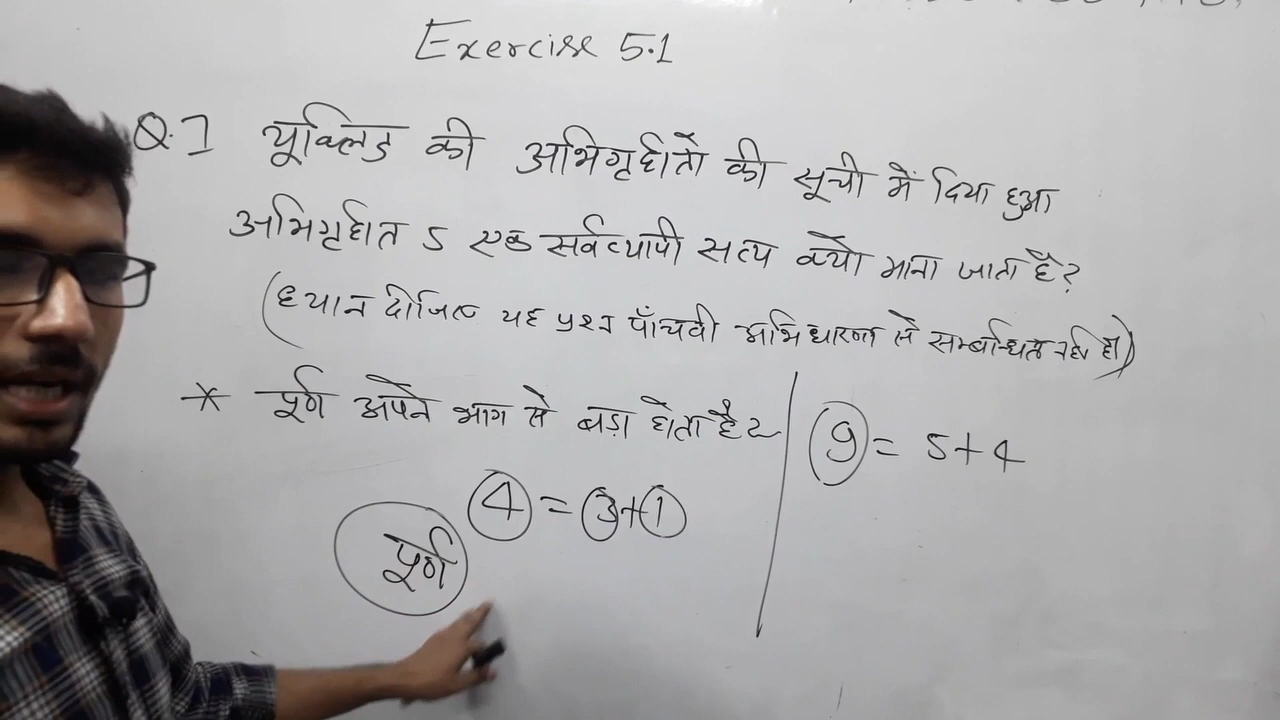 Exercise 5.1
Q.7 यूक्लिड की अभिगृहीतों की सूची में दिया हुआ
अभिगृहीत 5 एक सर्वव्यापी सत्य क्यों माना जाता है?
(ध्यान दीजिए यह प्रश्न पाँचवी अभिधारणा से सम्बन्धित नहीं है)
* पूर्ण अपने भाग से बड़ा होता है
4 = 3+1
पूर्ण
9 = 5+4